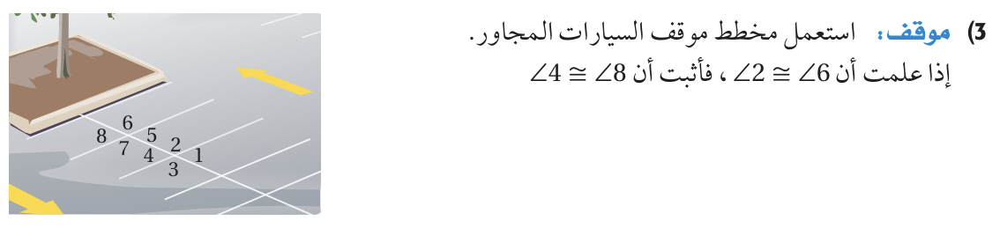 (3 موقف: استعمل مخطط موقف السيارات المجاور.
إذا علمت أن ∠2 ≅ ∠6 ، فأثبت أن ∠4 ≅ ∠8
6
8 5
7 2
4 1
3